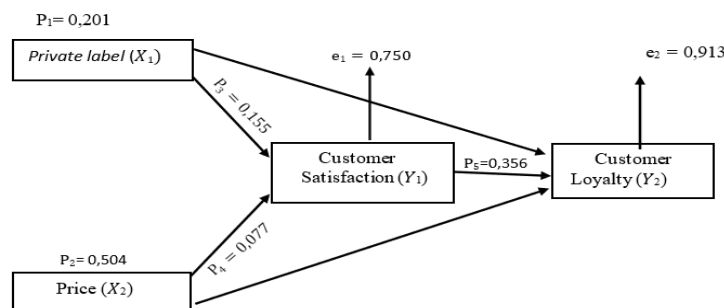 P₁= 0,201
Private label (X₁)
e₁ = 0,750
e₂ = 0,913
P₃ = 0,155
Customer
Satisfaction (Y₁)
P₅=0,356
Customer
Loyalty (Y₂)
P₄ = 0,077
P₂= 0,504
Price (X₂)